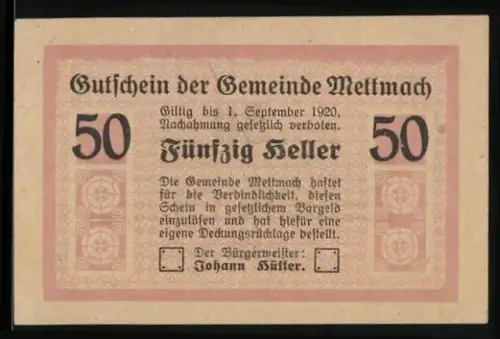 Gutschein der Gemeinde Mettmach
Giltig bis 1. September 1920.
Nachahmung gesetzlich verboten.
50 Fünfzig Heller 50
Die Gemeinde Mettmach haftet
für die Verbindlichkeit, diesen
Schein in gesetzlichem Bargeld
einzulösen und hat hiefür eine
eigene Deckungsrücklage bestellt.
Der Bürgermeister:
Johann Hütter.